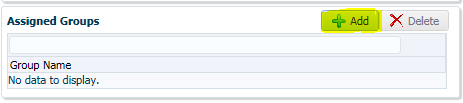 Assigned Groups Add Delete
Group Name
No data to display.